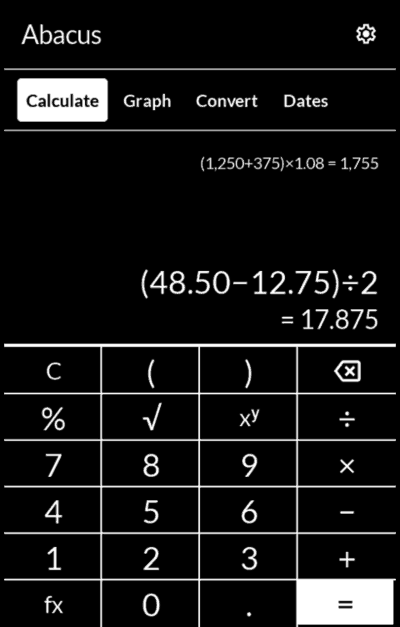 Abacus
Calculate Graph Convert Dates
(1,250+375)×1.08 = 1,755
(48.50−12.75)÷2
= 17.875
C ( )
% √ xʸ ÷
7 8 9 ×
4 5 6 −
1 2 3 +
fx 0 . =